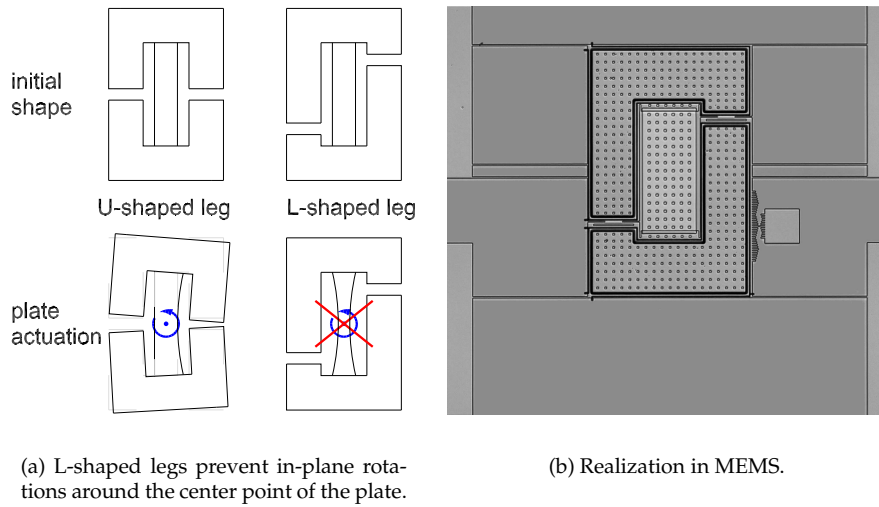 initial
shape
U-shaped leg
L-shaped leg
plate
actuation
(a) L-shaped legs prevent in-plane rota-
tions around the center point of the plate.
(b) Realization in MEMS.